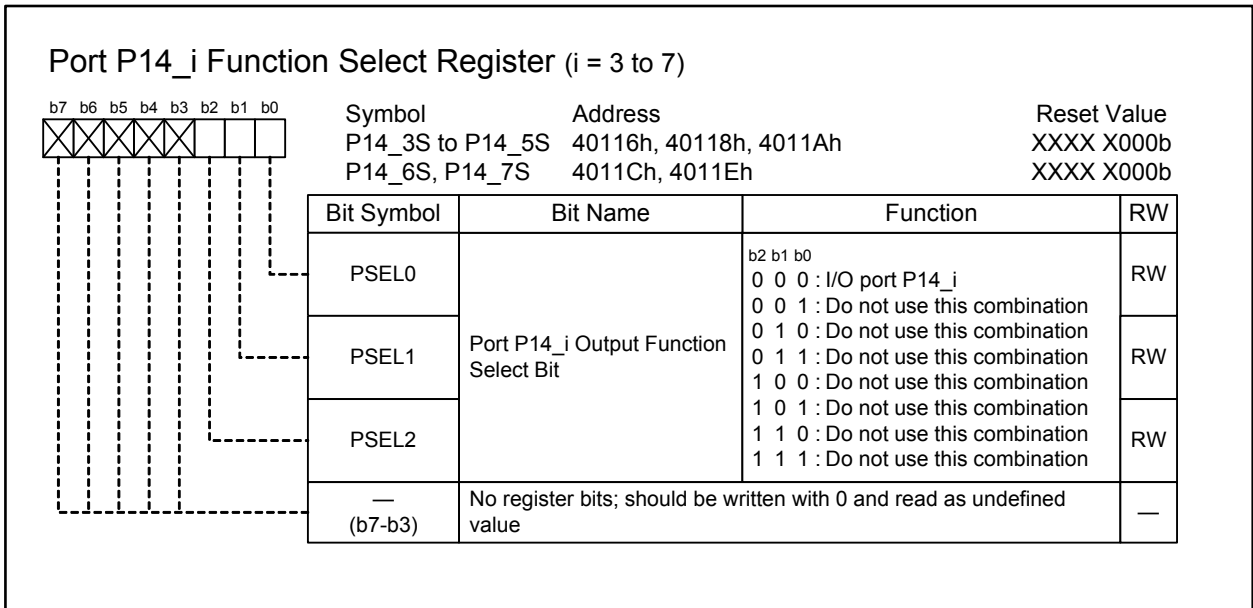 Port P14_i Function Select Register (i = 3 to 7)
b7 b6 b5 b4 b3 b2 b1 b0
Symbol Address Reset Value
P14_3S to P14_5S 40116h, 40118h, 4011Ah XXXX X000b
P14_6S, P14_7S 4011Ch, 4011Eh XXXX X000b
Bit Symbol Bit Name Function RW
PSEL0
PSEL1
PSEL2
Port P14_i Output Function
Select Bit
b2 b1 b0
0 0 0 : I/O port P14_i
0 0 1 : Do not use this combination
0 1 0 : Do not use this combination
0 1 1 : Do not use this combination
1 0 0 : Do not use this combination
1 0 1 : Do not use this combination
1 1 0 : Do not use this combination
1 1 1 : Do not use this combination
RW
RW
RW
—
(b7-b3)
No register bits; should be written with 0 and read as undefined
value
—